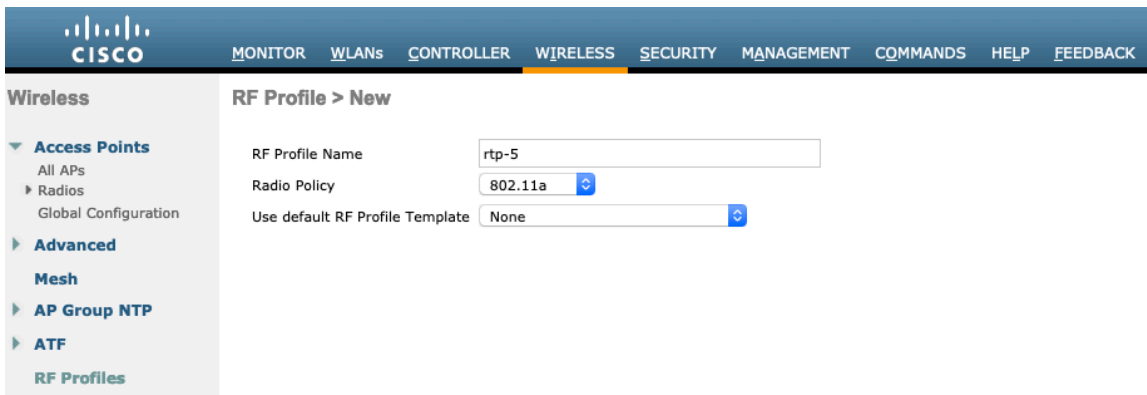 CISCO
MONITOR WLANs CONTROLLER WIRELESS SECURITY MANAGEMENT COMMANDS HELP FEEDBACK
Wireless
Access Points
All APs
Radios
Global Configuration
Advanced
Mesh
AP Group NTP
ATF
RF Profiles
RF Profile > New
RF Profile Name rtp-5
Radio Policy 802.11a
Use default RF Profile Template None